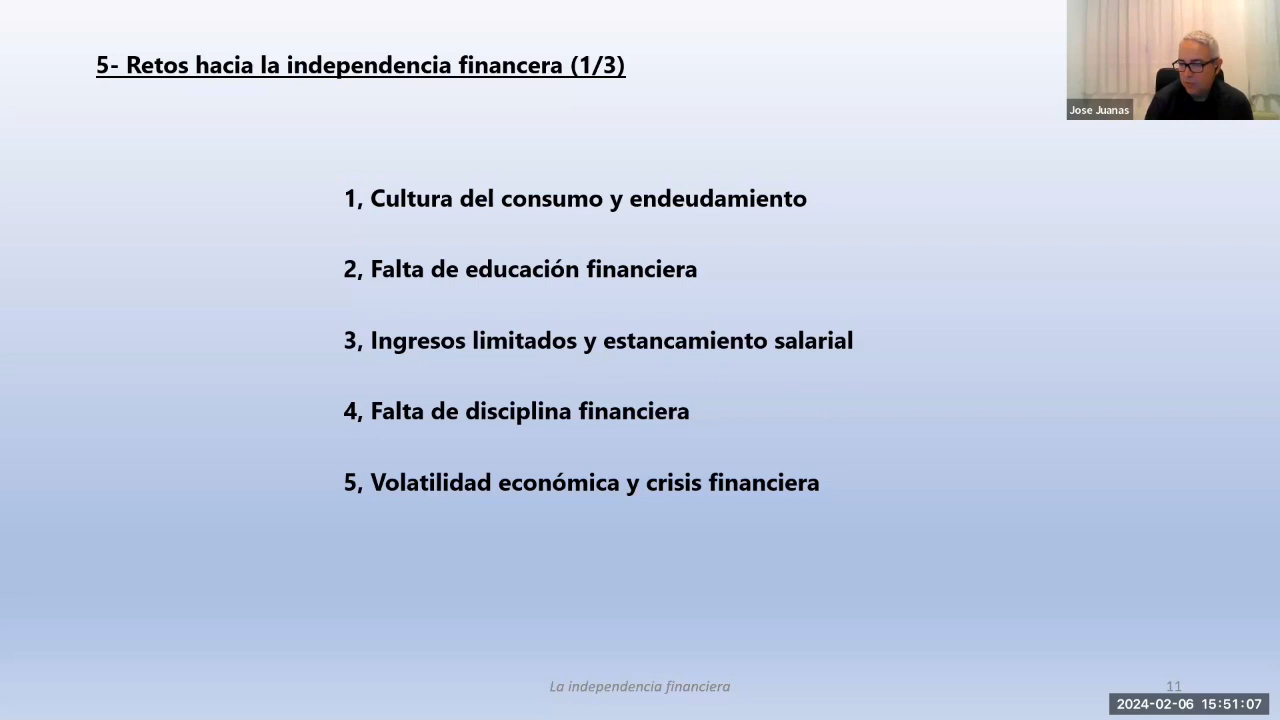 5- Retos hacia la independencia financera (1/3)
Jose Juanas
1, Cultura del consumo y endeudamiento
2, Falta de educación financiera
3, Ingresos limitados y estancamiento salarial
4, Falta de disciplina financiera
5, Volatilidad económica y crisis financiera
La independencia financiera
11
2024-02-06 15:51:07